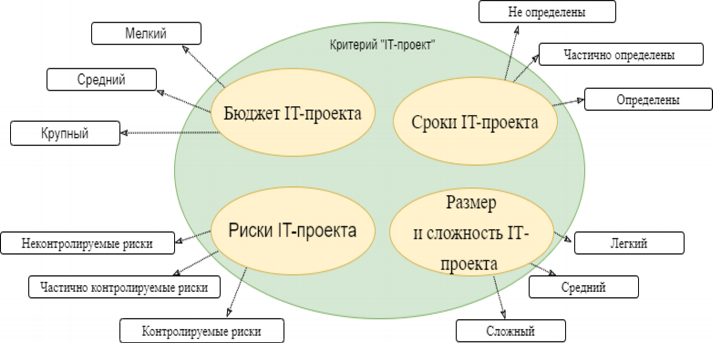 Не определены
Мелкий
Критерий "IT-проект"
Частично определены
Средний
Бюджет IT-проекта
Сроки IT-проекта
Определены
Крупный
Риски IT-проекта
Размер
и сложность IT-
проекта
Неконтролируемые риски
Легкий
Частично контролируемые риски
Средний
Контролируемые риски
Сложный